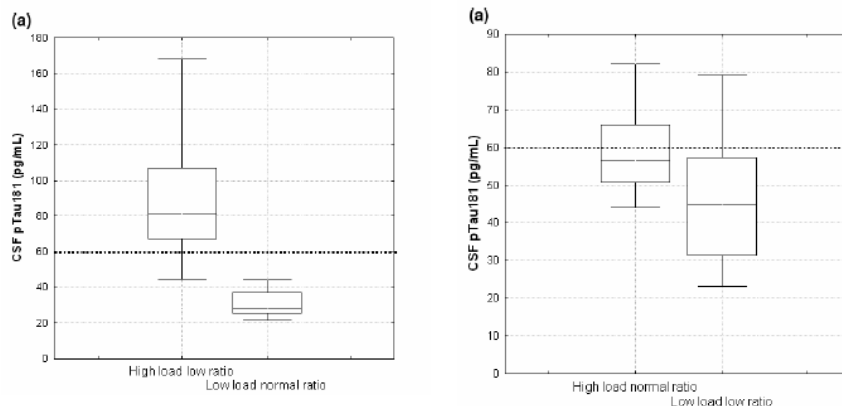 (a)
180
160
140
120
100
80
60
40
20
0
CSF pTau181 (pg/mL)
High load low ratio
Low load normal ratio
(a)
90
80
70
60
50
40
30
20
10
0
CSF pTau181 (pg/mL)
High load normal ratio
Low load low ratio